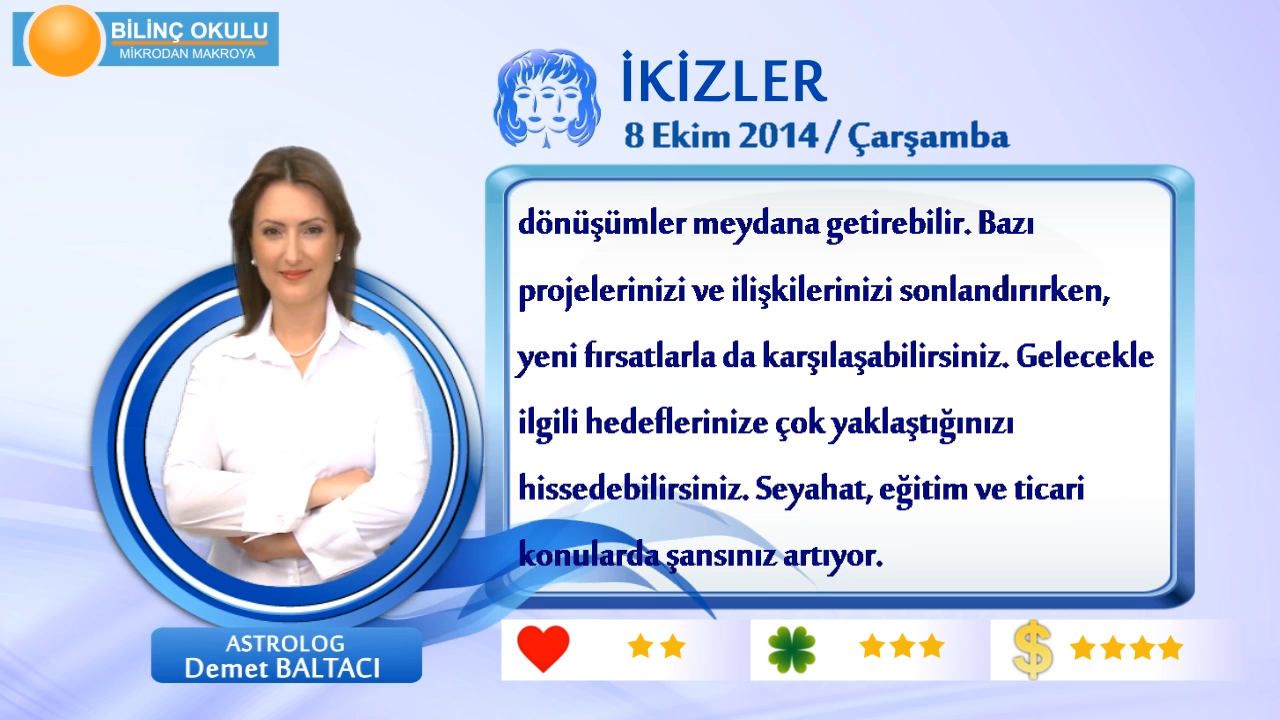 BİLİNÇ OKULU
MİKRODAN MAKROYA
İKİZLER
8 Ekim 2014 / Çarşamba
dönüşümler meydana getirebilir. Bazı
projelerinizi ve ilişkilerinizi sonlandırırken,
yeni fırsatlarla da karşılaşabilirsiniz. Gelecekle
ilgili hedeflerinize çok yaklaştığınızı
hissedebilirsiniz. Seyahat, eğitim ve ticari
konularda şansınız artıyor.
ASTROLOG
Demet BALTACI